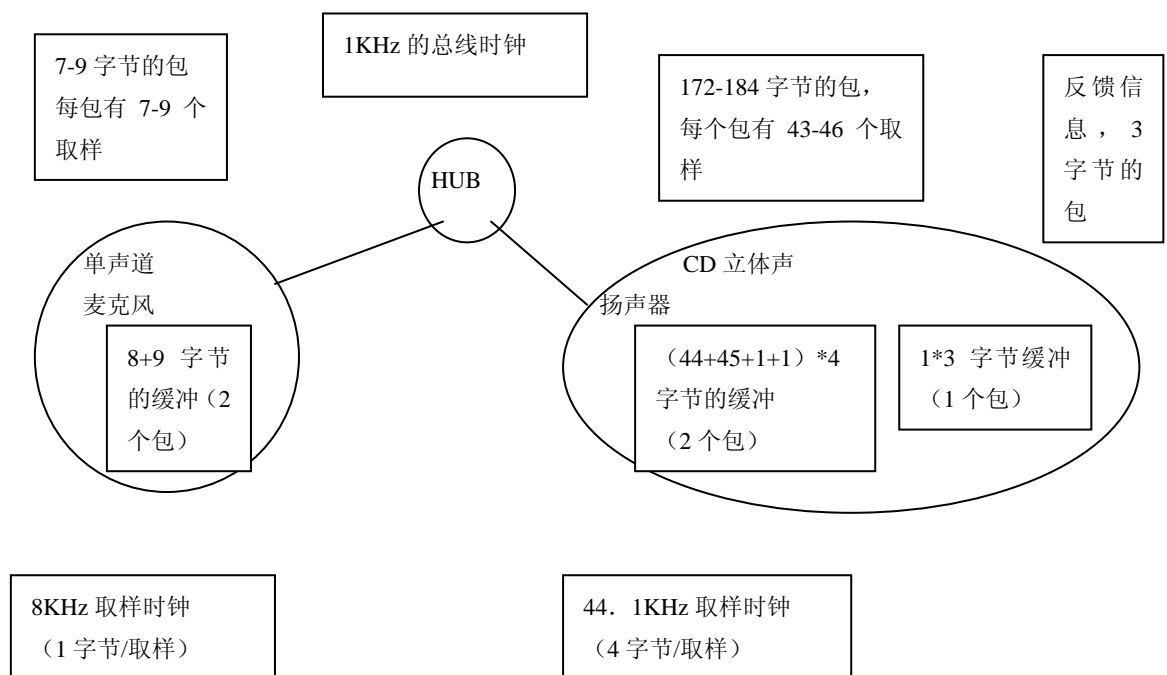 1KHz 的总线时钟
7-9 字节的包
每包有 7-9 个
取样
172-184 字节的包，
每个包有 43-46 个取
样
反馈信
息，3
字节的
包
HUB
单声道
麦克风
8+9 字节
的缓冲（2
个包）
CD 立体声
扬声器
（44+45+1+1）*4
字节的缓冲
（2 个包）
1*3 字节缓冲
（1 个包）
8KHz 取样时钟
（1 字节/取样）
44．1KHz 取样时钟
（4 字节/取样）